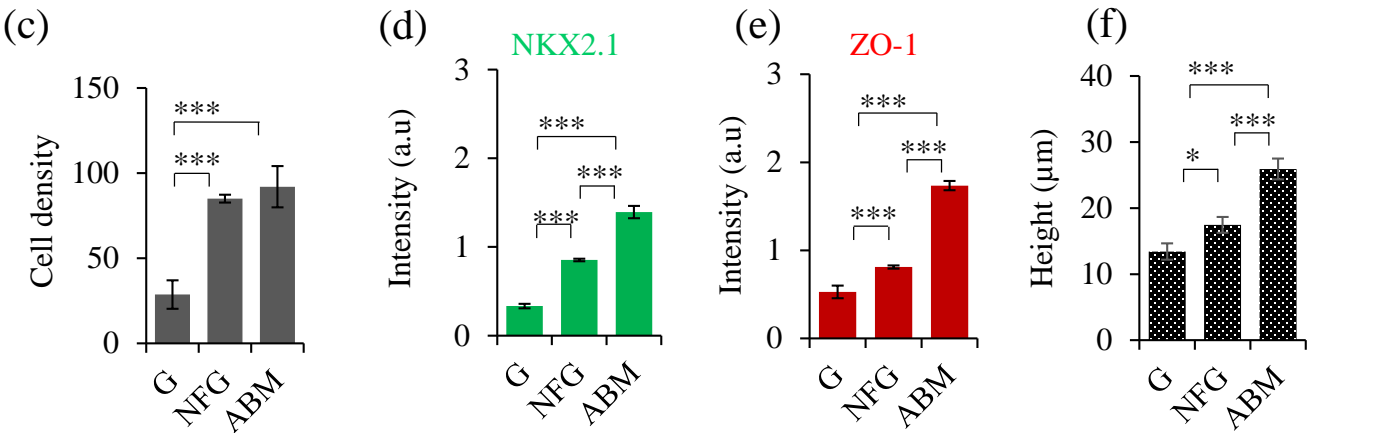 (c)
Cell density
150
100
50
0
***
***
G
NFG
ABM
(d)
NKX2.1
Intensity (a.u)
3
2
1
0
***
***
***
G
NFG
ABM
(e)
ZO-1
Intensity (a.u)
3
2
1
0
***
***
***
G
NFG
ABM
(f)
Height (μm)
40
30
20
10
0
***
***
*
G
NFG
ABM